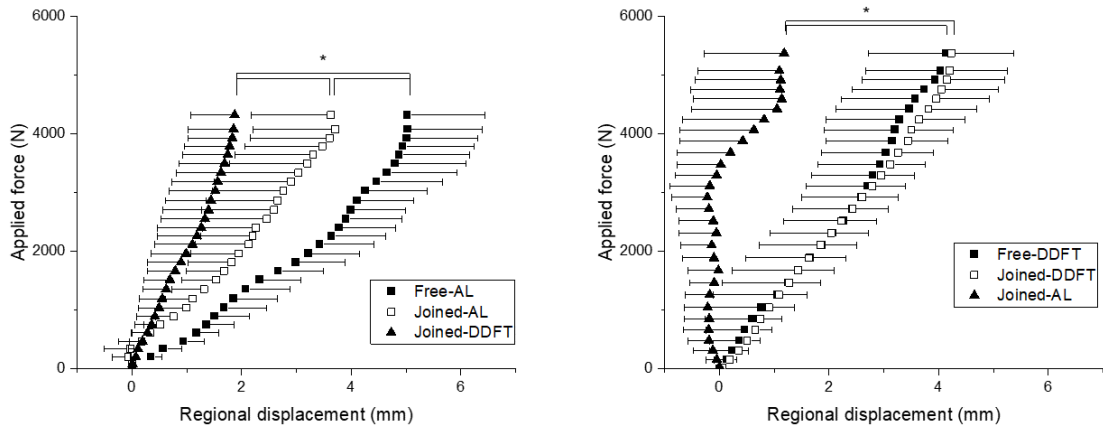 *
6000
4000
2000
0
Applied force (N)
0 2 4 6
Regional displacement (mm)
Free-AL
Joined-AL
Joined-DDFT
*
6000
4000
2000
0
Applied force (N)
0 2 4 6
Regional displacement (mm)
Free-DDFT
Joined-DDFT
Joined-AL